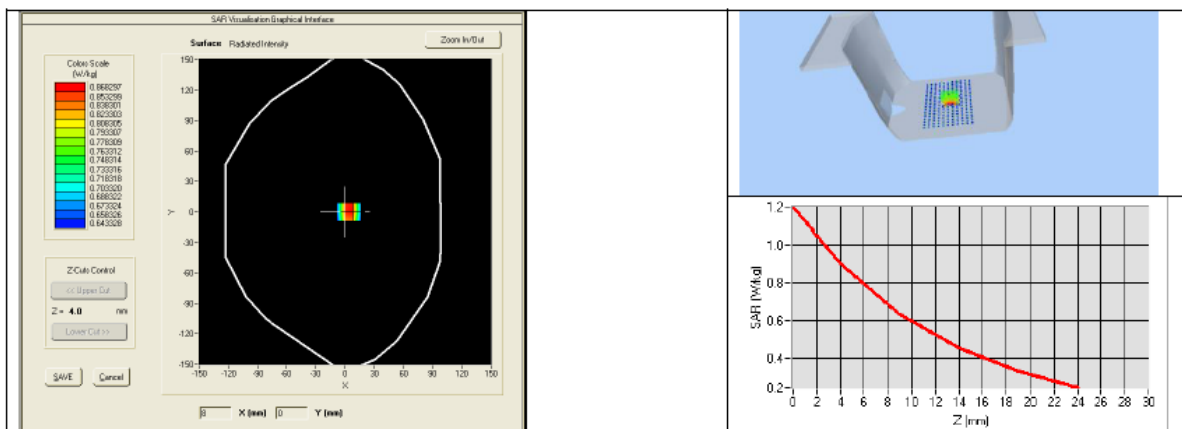 SAR Visualisation Graphical Interface
Surface Radiated Intensity
Zoom In/Out
Colors Scale
(W/kg)
0.868297
0.853299
0.838301
0.823303
0.808305
0.793307
0.778309
0.763312
0.748314
0.733316
0.718318
0.703320
0.688322
0.673324
0.658326
0.643328
Z-Cuts Control
<< Upper Cut
Z = 4.0 mm
Lower Cut >>
SAVE Cancel
150
120
90
60
30
0
-30
-60
-90
-120
-150
Y
-150 -120 -90 -60 -30 0 30 60 90 120 150
X
8 X (mm) 0 Y (mm)
1.2
1.0
0.8
0.6
0.4
0.2
SAR (W/kg)
0 2 4 6 8 10 12 14 16 18 20 22 24 26 28 30
Z (mm)